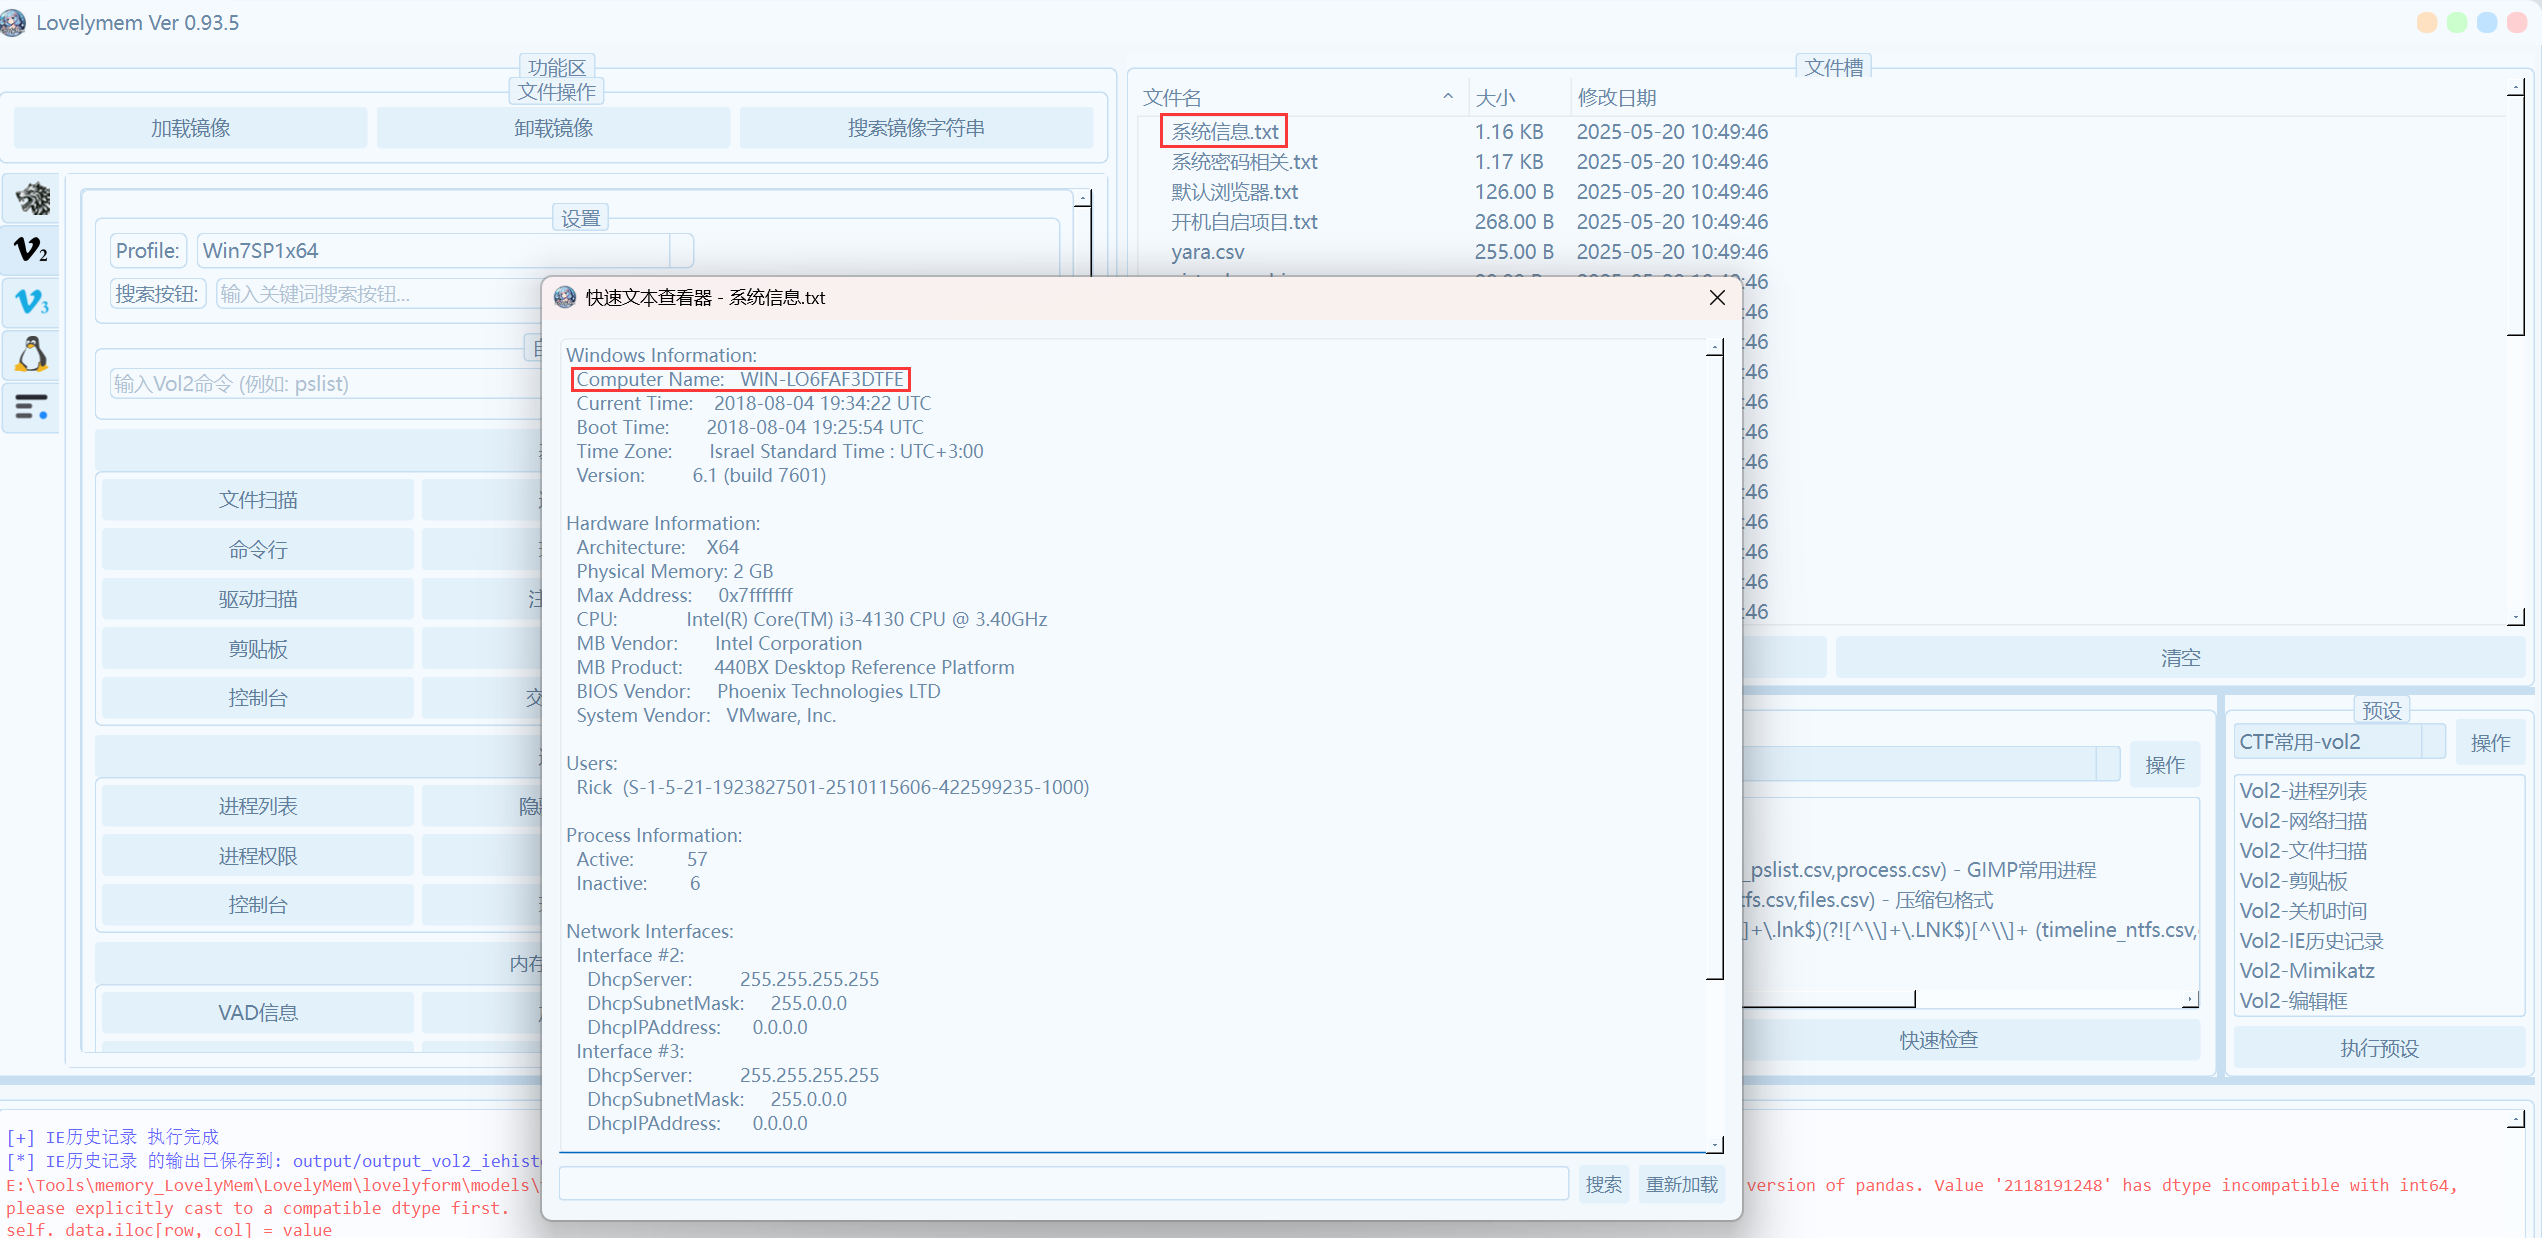 Lovelymem Ver 0.93.5
功能区
文件操作
加载镜像
卸载镜像
搜索镜像字符串
设置
Profile:
Win7SP1x64
搜索按钮:
输入关键词搜索按钮...
输入Vol2命令 (例如: pslist)
文件扫描
命令行
驱动扫描
注
剪贴板
控制台
交
进程列表
进程权限
控制台
内存
VAD信息
文件槽
文件名 大小 修改日期
系统信息.txt 1.16 KB 2025-05-20 10:49:46
系统密码相关.txt 1.17 KB 2025-05-20 10:49:46
默认浏览器.txt 126.00 B 2025-05-20 10:49:46
开机自启项目.txt 268.00 B 2025-05-20 10:49:46
yara.csv 255.00 B 2025-05-20 10:49:46
:46
:46
:46
:46
:46
:46
:46
:46
:46
:46
:46
:46
清空
快速文本查看器 - 系统信息.txt
Windows Information:
Computer Name: WIN-LO6FAF3DTFE
Current Time: 2018-08-04 19:34:22 UTC
Boot Time: 2018-08-04 19:25:54 UTC
Time Zone: Israel Standard Time : UTC+3:00
Version: 6.1 (build 7601)
Hardware Information:
Architecture: X64
Physical Memory: 2 GB
Max Address: 0x7fffffff
CPU: Intel(R) Core(TM) i3-4130 CPU @ 3.40GHz
MB Vendor: Intel Corporation
MB Product: 440BX Desktop Reference Platform
BIOS Vendor: Phoenix Technologies LTD
System Vendor: VMware, Inc.
Users:
Rick (S-1-5-21-1923827501-2510115606-422599235-1000)
Process Information:
Active: 57
Inactive: 6
Network Interfaces:
Interface #2:
DhcpServer: 255.255.255.255
DhcpSubnetMask: 255.0.0.0
DhcpIPAddress: 0.0.0.0
Interface #3:
DhcpServer: 255.255.255.255
DhcpSubnetMask: 255.0.0.0
DhcpIPAddress: 0.0.0.0
搜索
重新加载
操作
_pslist.csv,process.csv) - GIMP常用进程
tfs.csv,files.csv) - 压缩包格式
]+\.lnk$)(?![^\\]+\.LNK$)[^\\]+ (timeline_ntfs.csv,
快速检查
预设
CTF常用-vol2
操作
Vol2-进程列表
Vol2-网络扫描
Vol2-文件扫描
Vol2-剪贴板
Vol2-关机时间
Vol2-IE历史记录
Vol2-Mimikatz
Vol2-编辑框
执行预设
[+] IE历史记录 执行完成
[*] IE历史记录 的输出已保存到: output/output_vol2_iehist
E:\Tools\memory_LovelyMem\LovelyMem\lovelyform\models\
version of pandas. Value '2118191248' has dtype incompatible with int64,
please explicitly cast to a compatible dtype first.
self._data.iloc[row, col] = value